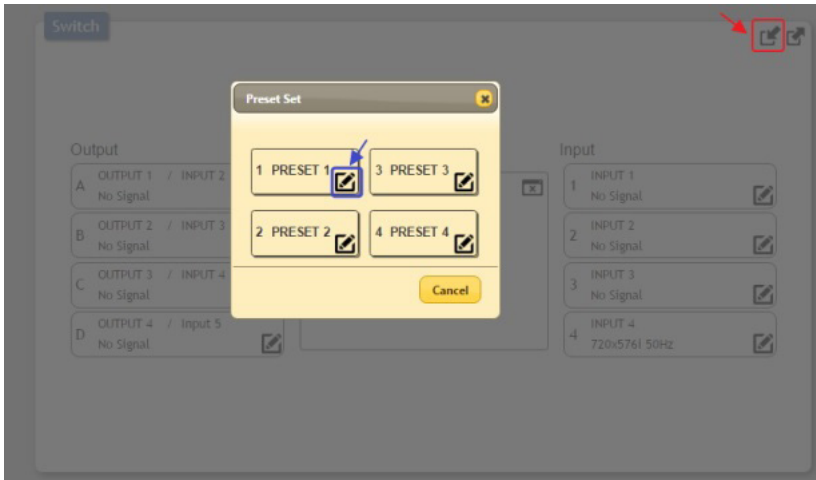 Switch
Preset Set
1 PRESET 1
3 PRESET 3
2 PRESET 2
4 PRESET 4
Cancel
Output
A OUTPUT 1 / INPUT 2
No Signal
B OUTPUT 2 / INPUT 3
No Signal
C OUTPUT 3 / INPUT 4
No Signal
D OUTPUT 4 / Input 5
No Signal
Input
1 INPUT 1
No Signal
2 INPUT 2
No Signal
3 INPUT 3
No Signal
4 INPUT 4
720x576i 50Hz